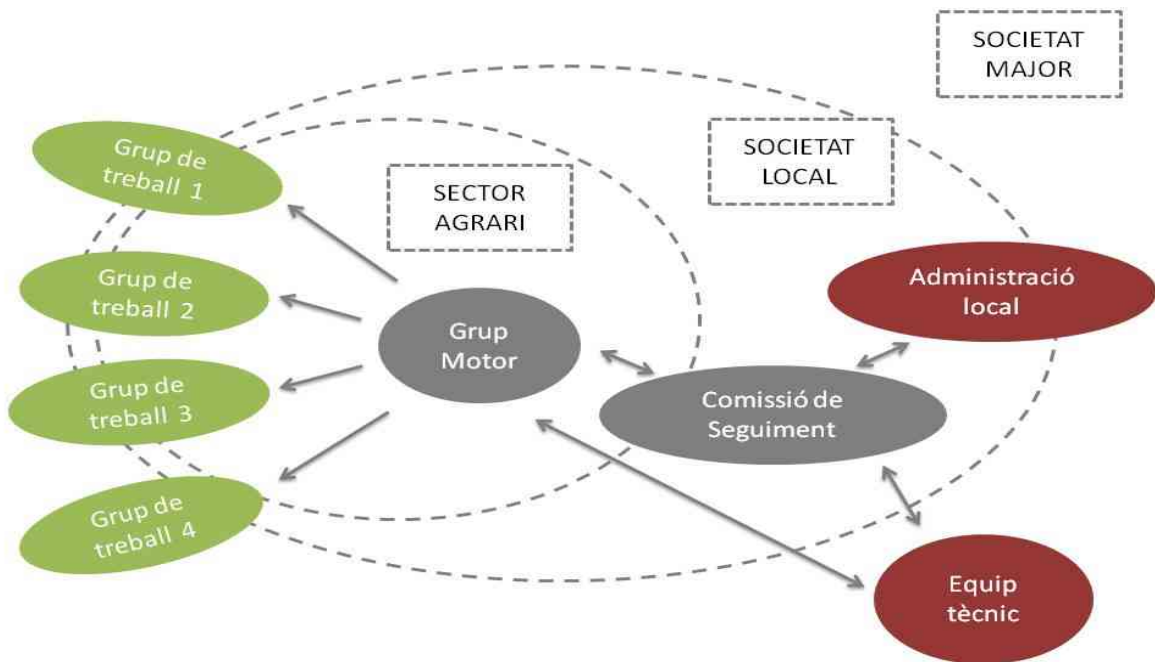 SOCIETAT
MAJOR
SOCIETAT
LOCAL
Grup de
treball 1
SECTOR
AGRARI
Grup de
treball 2
Administració
local
Grup
Motor
Grup de
treball 3
Comissió de
Seguiment
Grup de
treball 4
Equip
tècnic